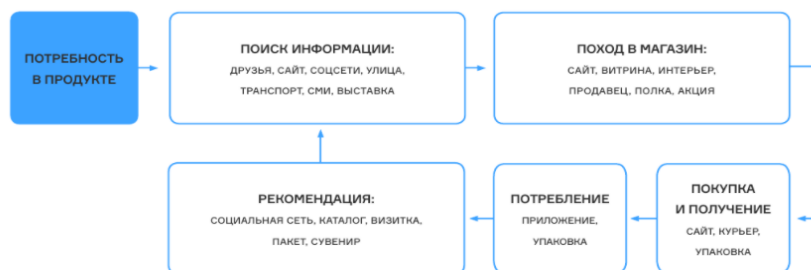 ПОТРЕБНОСТЬ
В ПРОДУКТЕ
ПОИСК ИНФОРМАЦИИ:
ДРУЗЬЯ, САЙТ, СОЦСЕТИ, УЛИЦА,
ТРАНСПОРТ, СМИ, ВЫСТАВКА
ПОХОД В МАГАЗИН:
САЙТ, ВИТРИНА, ИНТЕРЬЕР,
ПРОДАВЕЦ, ПОЛКА, АКЦИЯ
РЕКОМЕНДАЦИЯ:
СОЦИАЛЬНАЯ СЕТЬ, КАТАЛОГ, ВИЗИТКА,
ПАКЕТ, СУВЕНИР
ПОТРЕБЛЕНИЕ
ПРИЛОЖЕНИЕ,
УПАКОВКА
ПОКУПКА
И ПОЛУЧЕНИЕ
САЙТ, КУРЬЕР,
УПАКОВКА